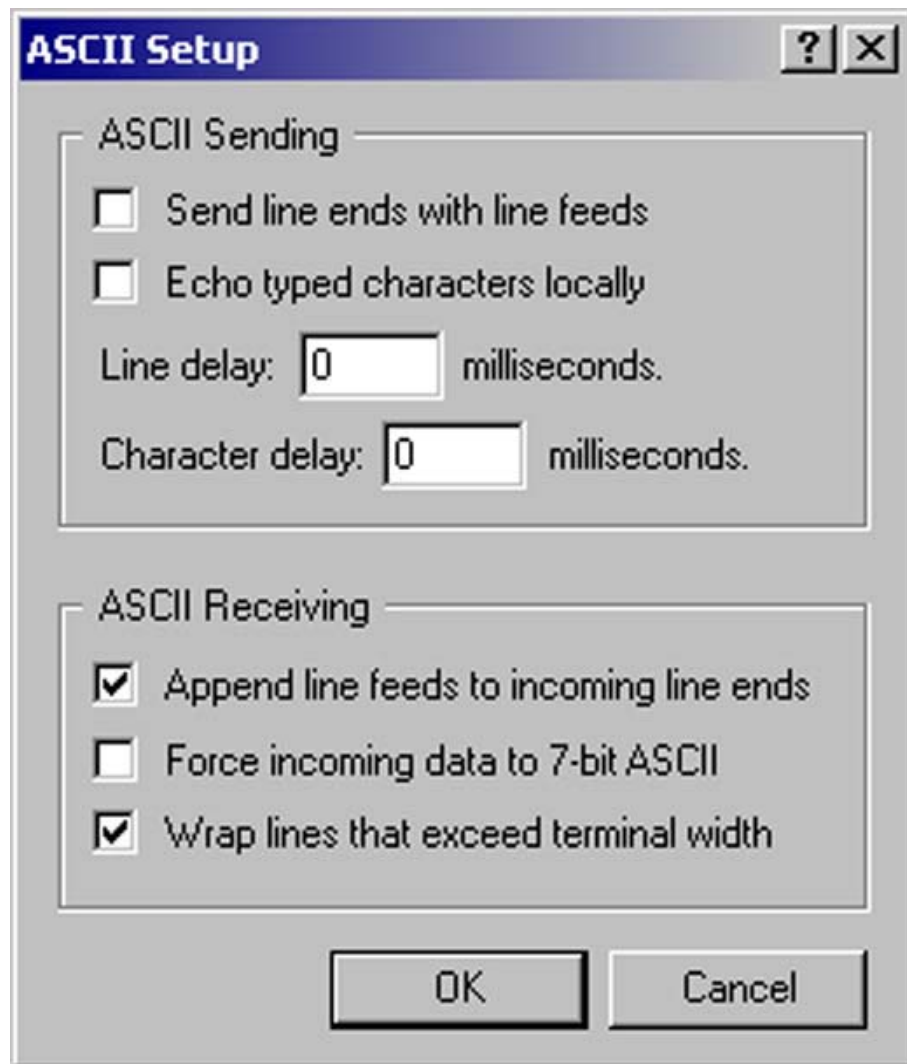 ASCII Setup
ASCII Sending
Send line ends with line feeds
Echo typed characters locally
Line delay: 0 milliseconds.
Character delay: 0 milliseconds.
ASCII Receiving
Append line feeds to incoming line ends
Force incoming data to 7-bit ASCII
Wrap lines that exceed terminal width
OK Cancel